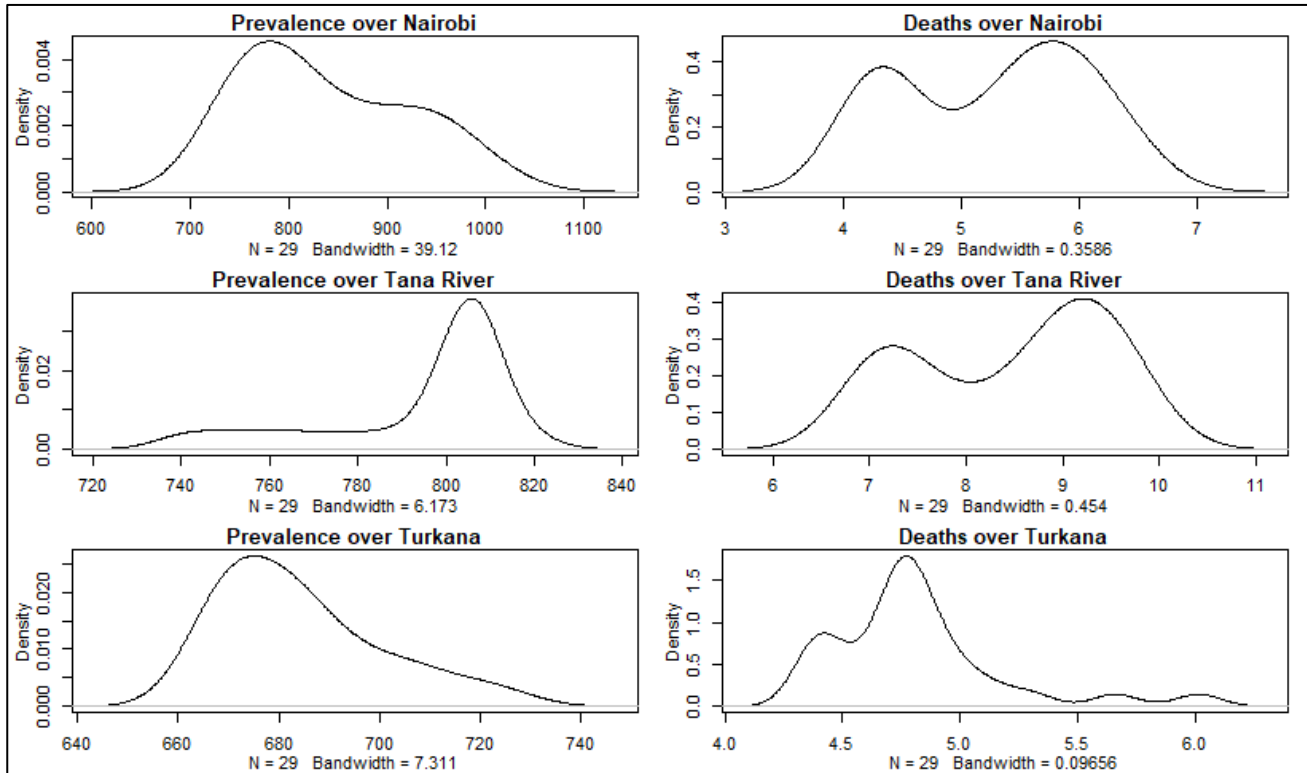 Prevalence over Nairobi
Density
0.000 0.002 0.004
600 700 800 900 1000 1100
N = 29 Bandwidth = 39.12
Deaths over Nairobi
Density
0.0 0.2 0.4
3 4 5 6 7
N = 29 Bandwidth = 0.3586
Prevalence over Tana River
Density
0.00 0.02
720 740 760 780 800 820 840
N = 29 Bandwidth = 6.173
Deaths over Tana River
Density
0.0 0.1 0.2 0.3 0.4
6 7 8 9 10 11
N = 29 Bandwidth = 0.454
Prevalence over Turkana
Density
0.000 0.010 0.020
640 660 680 700 720 740
N = 29 Bandwidth = 7.311
Deaths over Turkana
Density
0.0 0.5 1.0 1.5
4.0 4.5 5.0 5.5 6.0
N = 29 Bandwidth = 0.09656